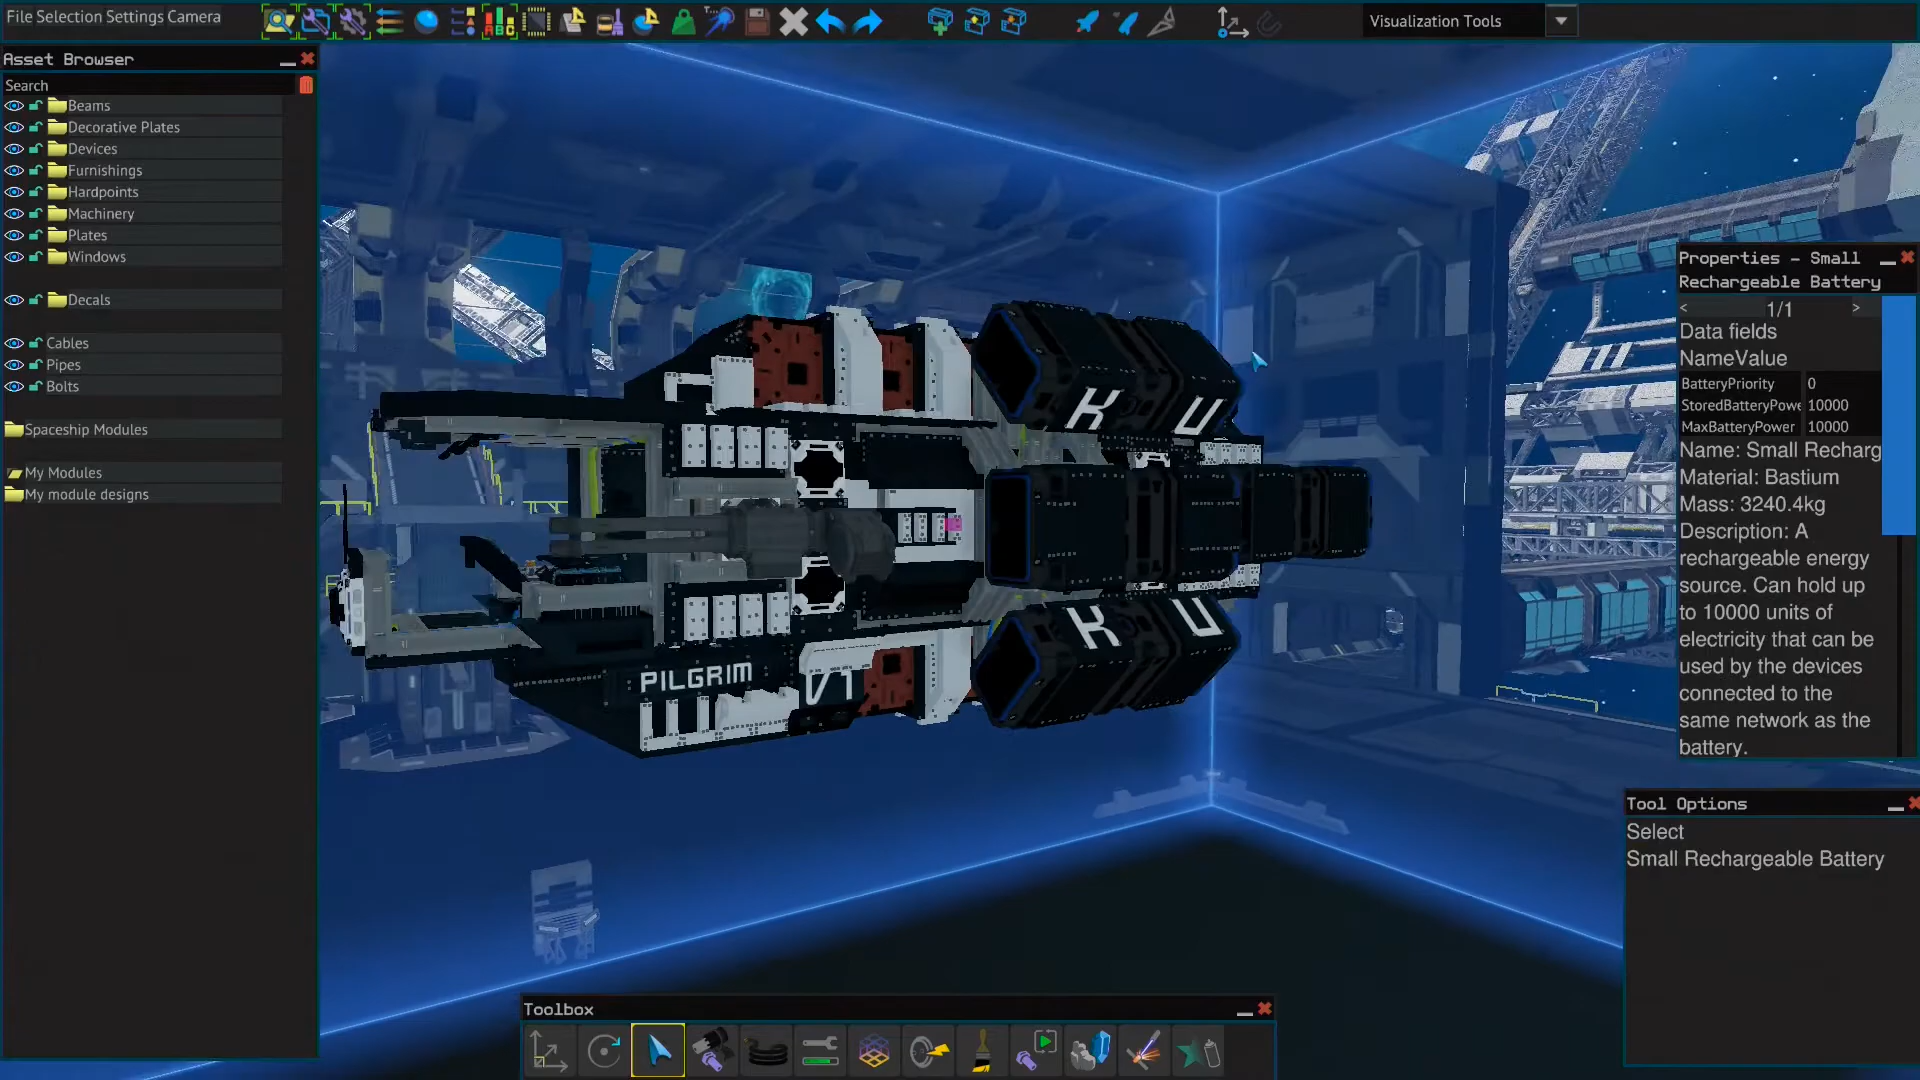 File Selection Settings Camera
ABC
Visualization Tools
Asset Browser
Search
Beams
Decorative Plates
Devices
Furnishings
Hardpoints
Machinery
Plates
Windows
Decals
Cables
Pipes
Bolts
Spaceship Modules
My Modules
My module designs
K U
K U
PILGRIM V1
Properties - Small
Rechargeable Battery
< 1/1 >
Data fields
NameValue
BatteryPriority 0
StoredBatteryPowe 10000
MaxBatteryPower 10000
Name: Small Recharg
Material: Bastium
Mass: 3240.4kg
Description: A
rechargeable energy
source. Can hold up
to 10000 units of
electricity that can be
used by the devices
connected to the
same network as the
battery.
Tool Options
Select
Small Rechargeable Battery
Toolbox